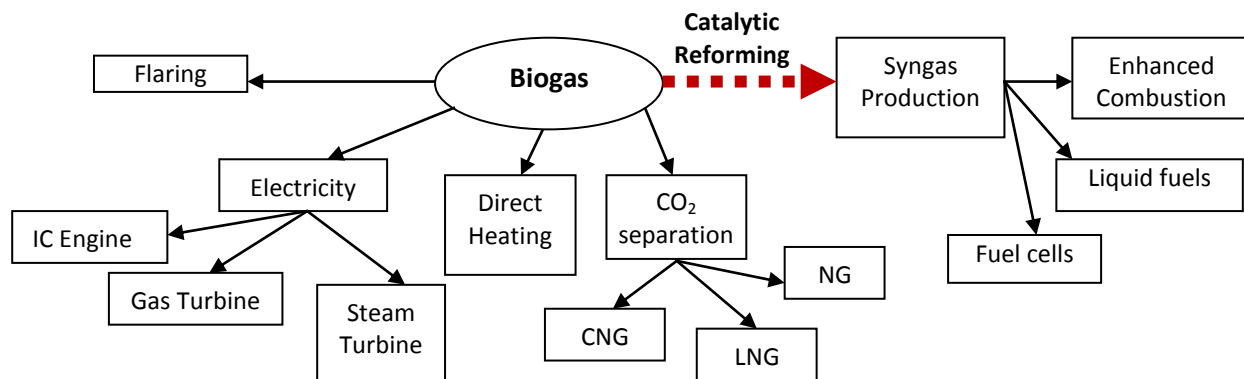 Catalytic
Reforming
Flaring
Biogas
Syngas
Production
Enhanced
Combustion
Electricity
Direct
Heating
CO₂
separation
Liquid fuels
IC Engine
Gas Turbine
Steam
Turbine
CNG
LNG
NG
Fuel cells